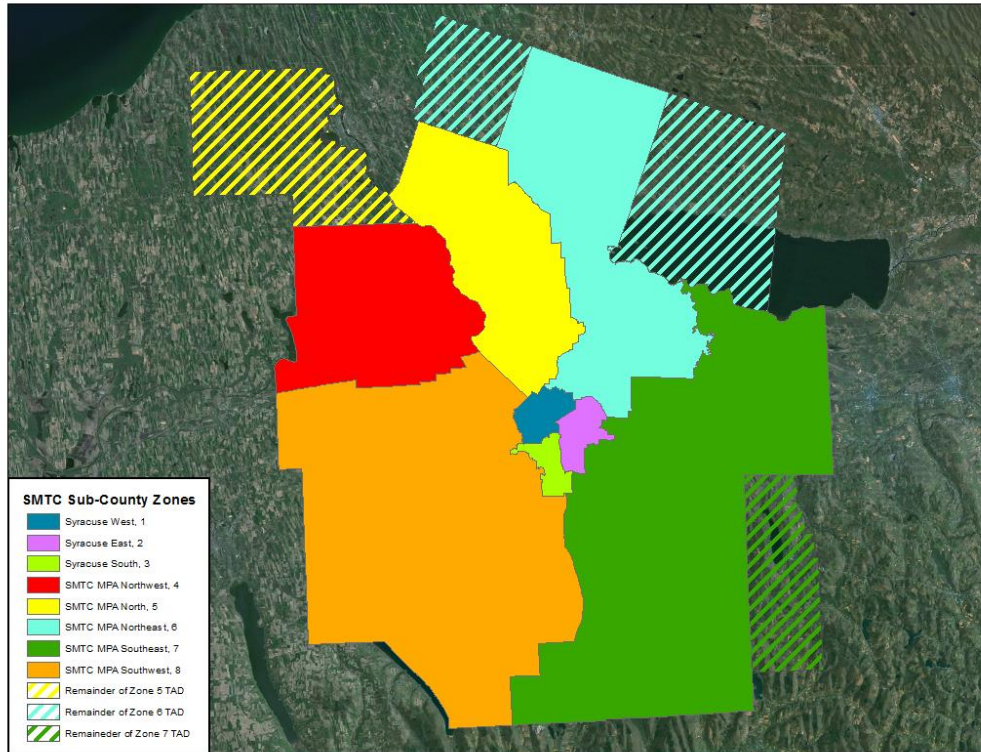 SMTC Sub-County Zones
Syracuse West, 1
Syracuse East, 2
Syracuse South, 3
SMTC MPA Northwest, 4
SMTC MPA North, 5
SMTC MPA Northeast, 6
SMTC MPA Southeast, 7
SMTC MPA Southwest, 8
Remainder of Zone 5 TAD
Remainder of Zone 6 TAD
Remaineder of Zone 7 TAD